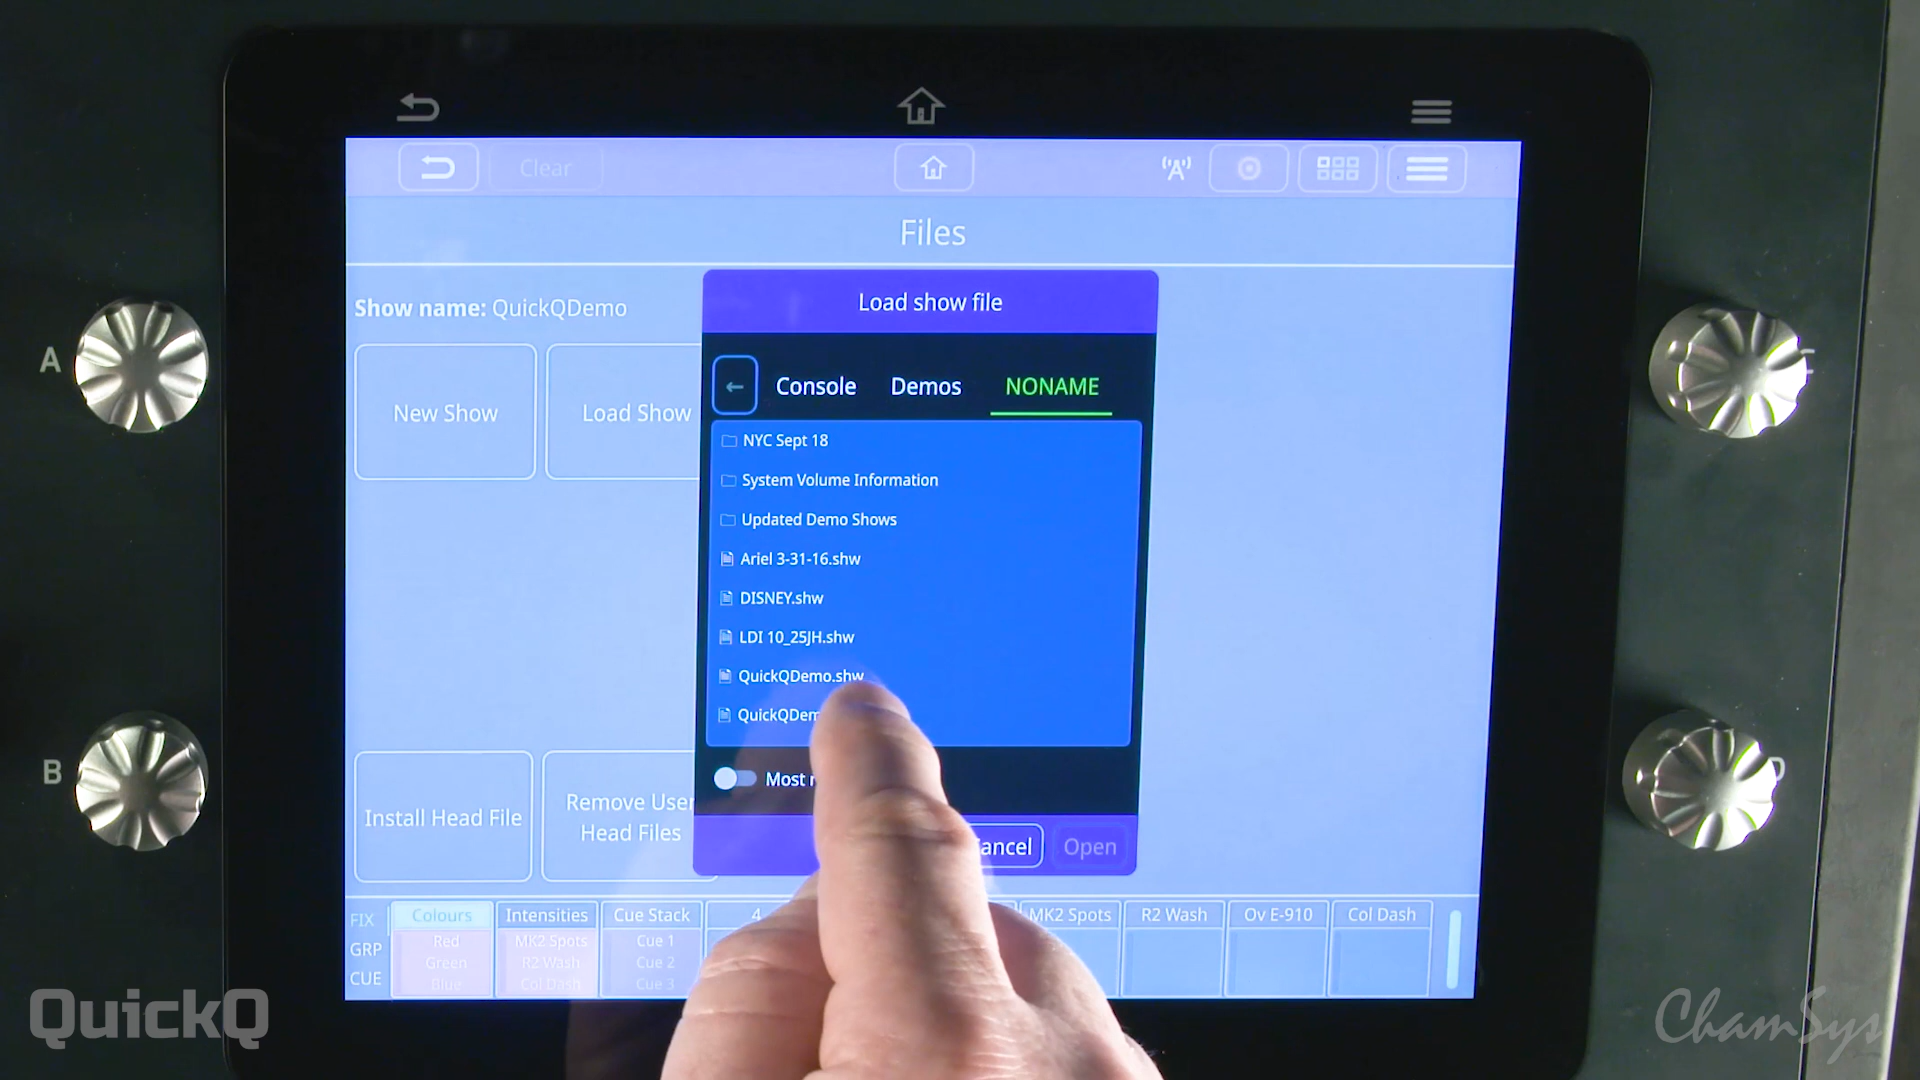 Clear
Files
Show name: QuickQDemo
Load show file
← Console Demos NONAME
New Show
Load Show
NYC Sept 18
System Volume Information
Updated Demo Shows
Ariel 3-31-16.shw
DISNEY.shw
LDI 10_25JH.shw
QuickQDemo.shw
Most
Install Head File
Remove User
Head Files
Open
FIX Colours Intensities Cue Stack 4 MK2 Spots R2 Wash Ov E-910 Col Dash
GRP Red MK2 Spots Cue 1
Green R2 Wash Cue 2
CUE Blue Col Dash Cue 3
A
B
D
QuickQ
ChamSys